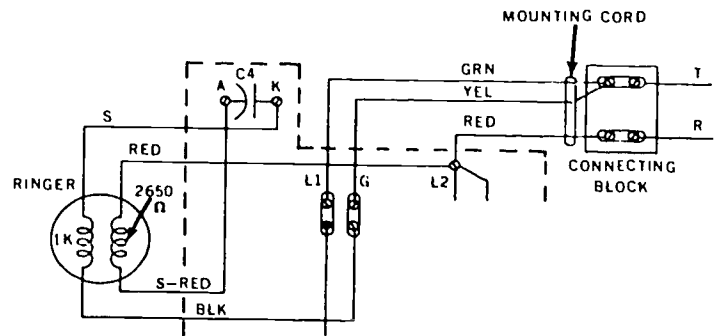 MOUNTING CORD
C4
A
K
GRN
T
YEL
S
RED
R
RED
CONNECTING
BLOCK
L1
G
L2
RINGER
2650
Ω
1K
S-RED
BLK